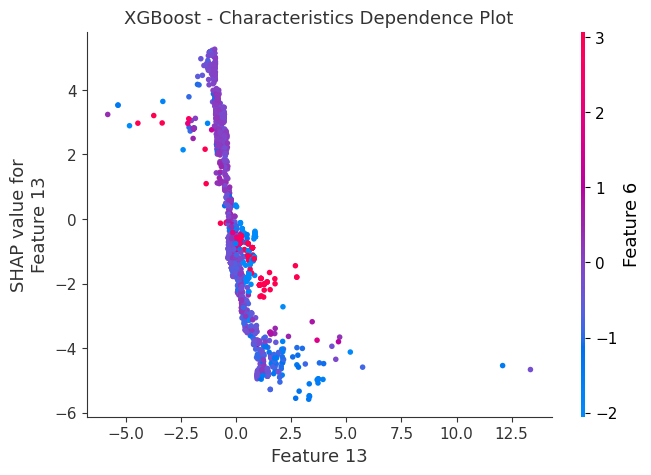 XGBoost - Characteristics Dependence Plot
SHAP value for
Feature 13
4
2
0
−2
−4
−6
−5.0 −2.5 0.0 2.5 5.0 7.5 10.0 12.5
Feature 13
3
2
1
0
−1
−2
Feature 6